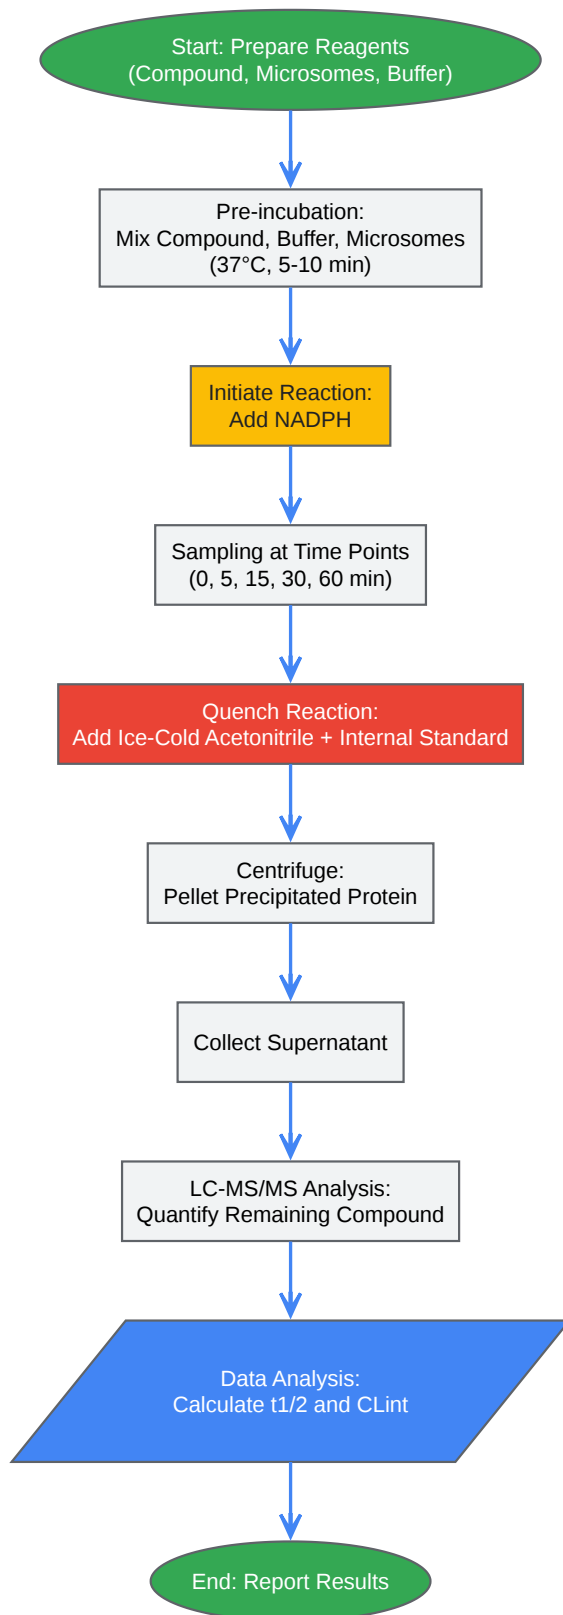 Start: Prepare Reagents
(Compound, Microsomes, Buffer)
Pre-incubation:
Mix Compound, Buffer, Microsomes
(37°C, 5-10 min)
Initiate Reaction:
Add NADPH
Sampling at Time Points
(0, 5, 15, 30, 60 min)
Quench Reaction:
Add Ice-Cold Acetonitrile + Internal Standard
Centrifuge:
Pellet Precipitated Protein
Collect Supernatant
LC-MS/MS Analysis:
Quantify Remaining Compound
Data Analysis:
Calculate t1/2 and CLint
End: Report Results